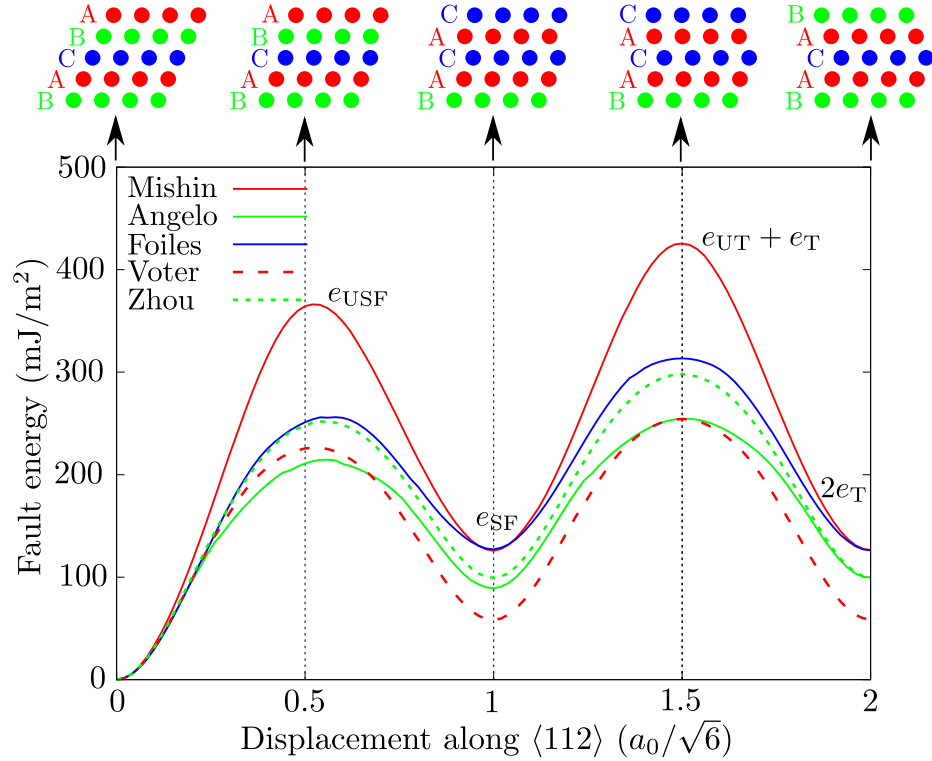 A A C C B
B B A A A
C C C C C
A A A A A
B B B B B
500
400
300
200
100
0
Fault energy (mJ/m²)
Mishin
Angelo
Foiles
Voter
Zhou
e_USF
e_UT + e_T
e_SF
2e_T
0 0.5 1 1.5 2
Displacement along ⟨112⟩ (a₀/√6)